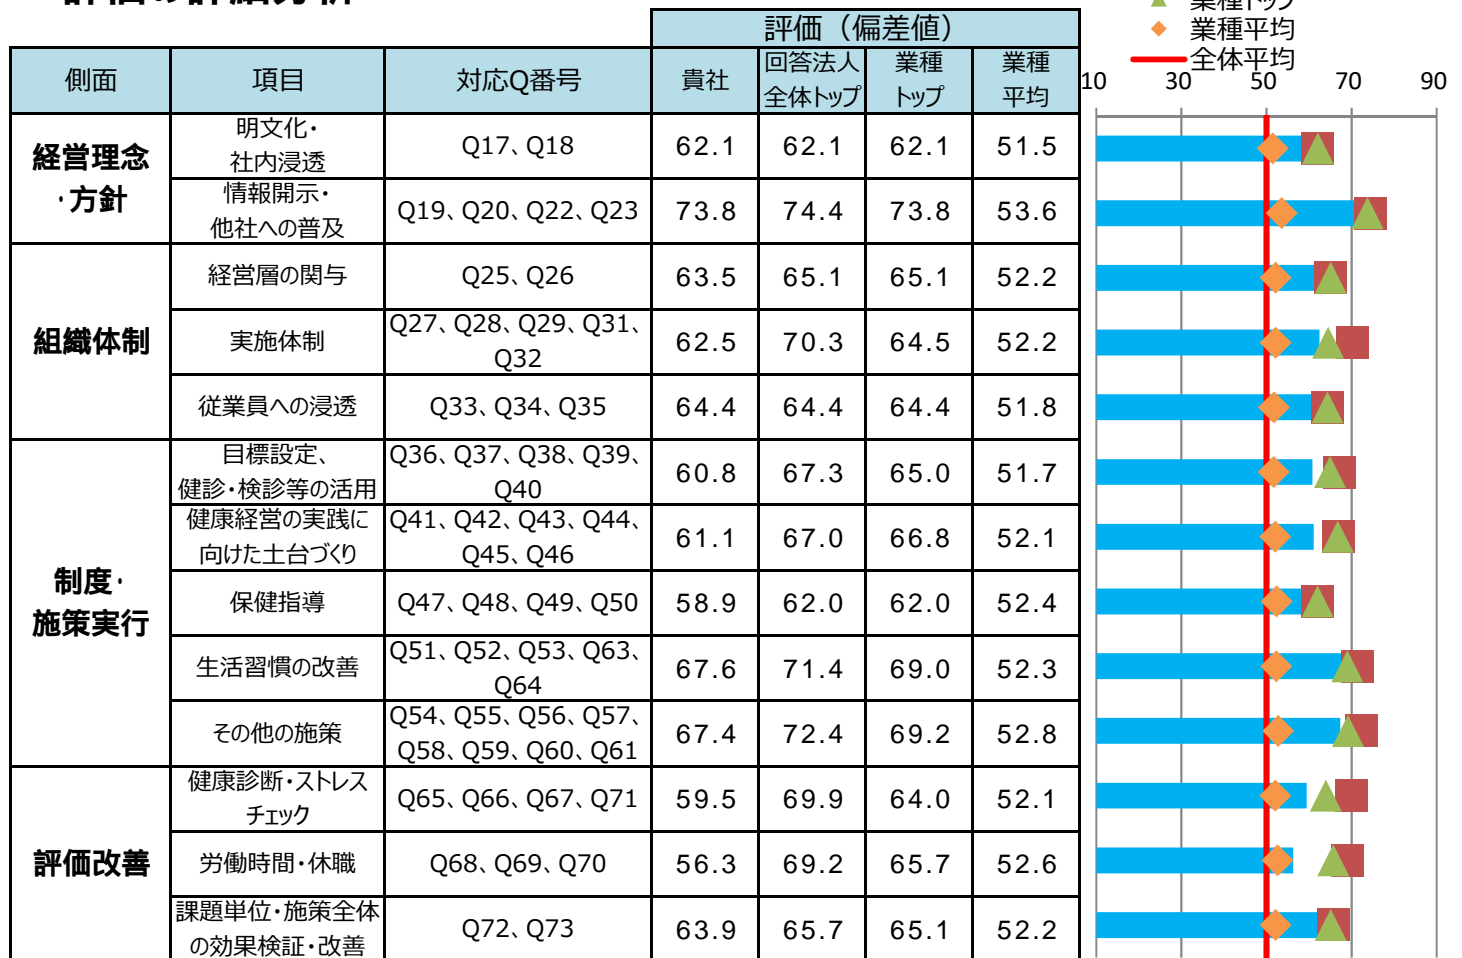 評価の詳細分析
業種トップ
業種平均
全体平均
評価（偏差値）
側面 項目 対応Q番号 貴社 回答法人全体トップ 業種トップ 業種平均
10 30 50 70 90
経営理念・方針
明文化・社内浸透 Q17、Q18 62.1 62.1 62.1 51.5
情報開示・他社への普及 Q19、Q20、Q22、Q23 73.8 74.4 73.8 53.6
組織体制
経営層の関与 Q25、Q26 63.5 65.1 65.1 52.2
実施体制 Q27、Q28、Q29、Q31、Q32 62.5 70.3 64.5 52.2
従業員への浸透 Q33、Q34、Q35 64.4 64.4 64.4 51.8
制度・施策実行
目標設定、健診・検診等の活用 Q36、Q37、Q38、Q39、Q40 60.8 67.3 65.0 51.7
健康経営の実践に向けた土台づくり Q41、Q42、Q43、Q44、Q45、Q46 61.1 67.0 66.8 52.1
保健指導 Q47、Q48、Q49、Q50 58.9 62.0 62.0 52.4
生活習慣の改善 Q51、Q52、Q53、Q63、Q64 67.6 71.4 69.0 52.3
その他の施策 Q54、Q55、Q56、Q57、Q58、Q59、Q60、Q61 67.4 72.4 69.2 52.8
評価改善
健康診断・ストレスチェック Q65、Q66、Q67、Q71 59.5 69.9 64.0 52.1
労働時間・休職 Q68、Q69、Q70 56.3 69.2 65.7 52.6
課題単位・施策全体の効果検証・改善 Q72、Q73 63.9 65.7 65.1 52.2